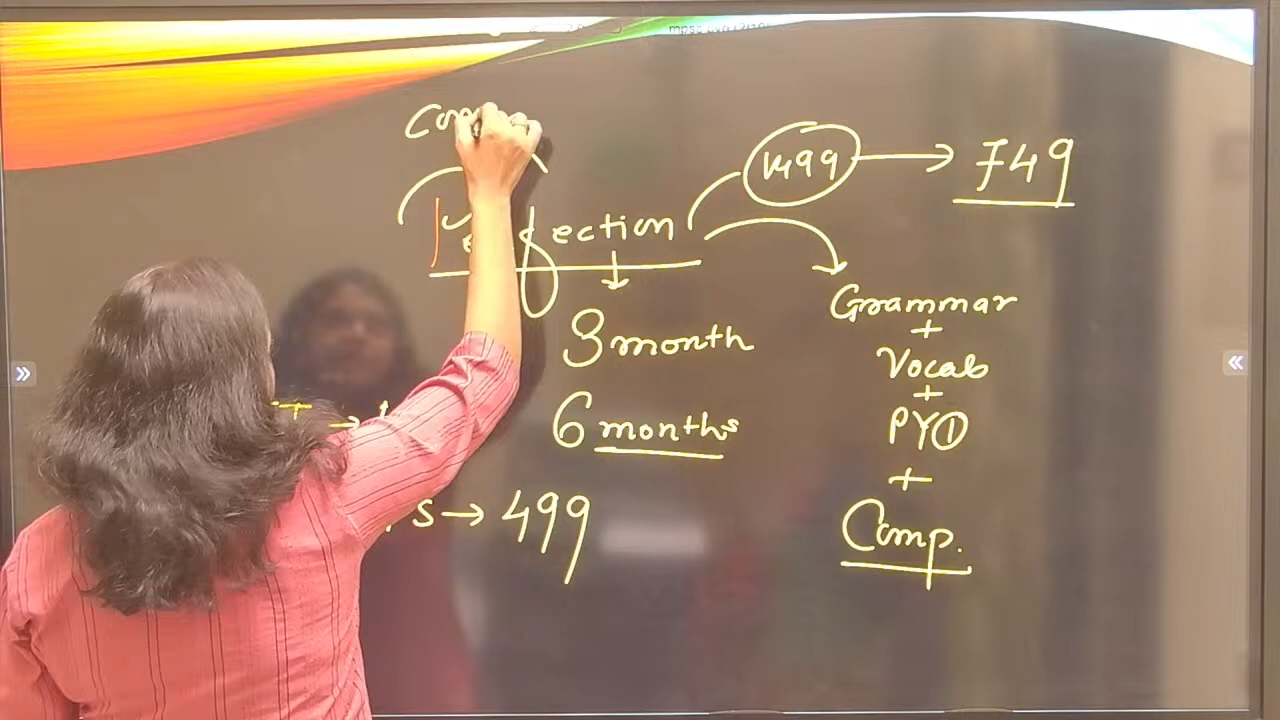 1499 → 749
ection
Grammar
+
3 month
Vocab
+
6 months
PYQ
+
s → 499
Comp.